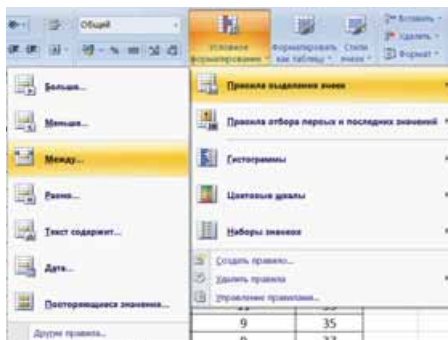 Общий
Вставить
Удалить
Формат
Условное форматирование
Форматировать как таблицу
Стили ячеек
Правила выделения ячеек
Правила отбора первых и последних значений
Гистограммы
Цветовые шкалы
Наборы значков
Создать правило...
Удалить правила
Управление правилами...
Больше...
Меньше...
Между...
Равно...
Текст содержит...
Дата...
Повторяющиеся значения...
Другие правила...
9 35